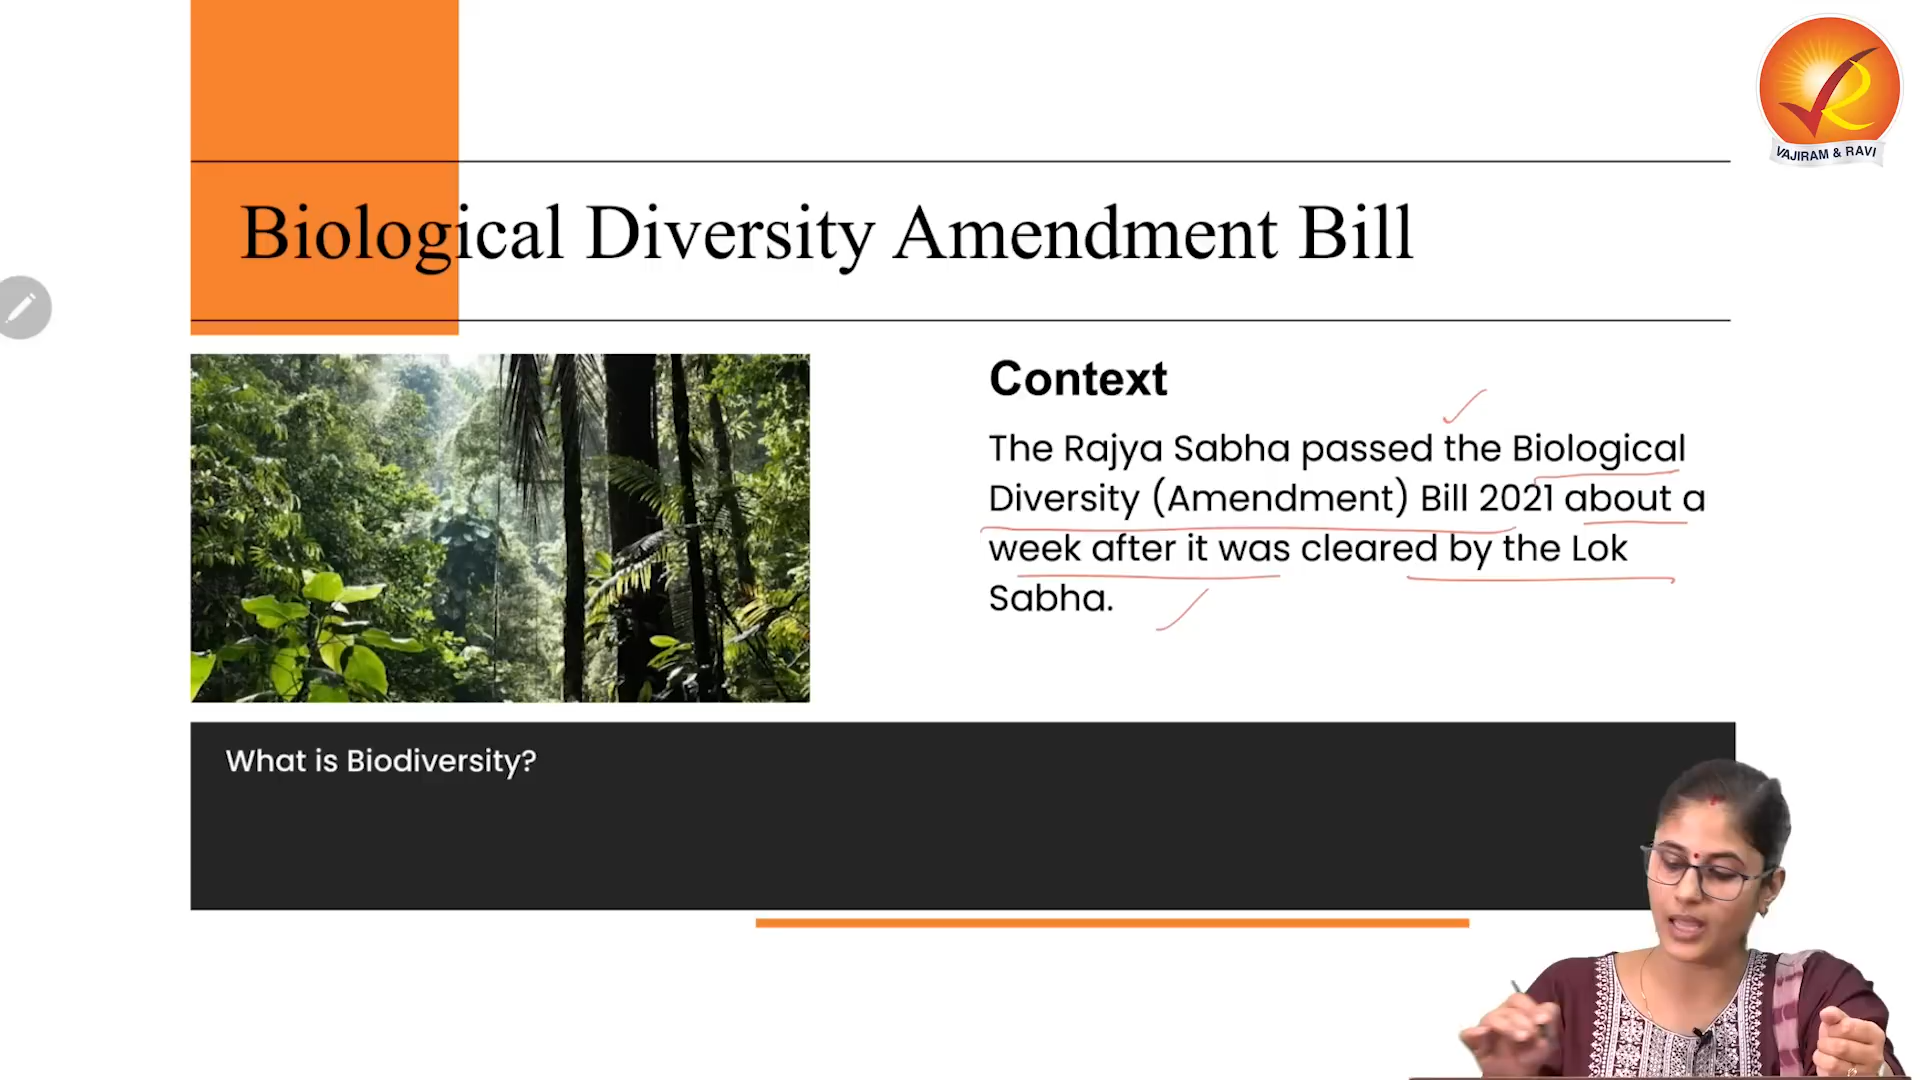 VAJIRAM & RAVI
Biological Diversity Amendment Bill
Context
The Rajya Sabha passed the Biological
Diversity (Amendment) Bill 2021 about a
week after it was cleared by the Lok
Sabha.
What is Biodiversity?